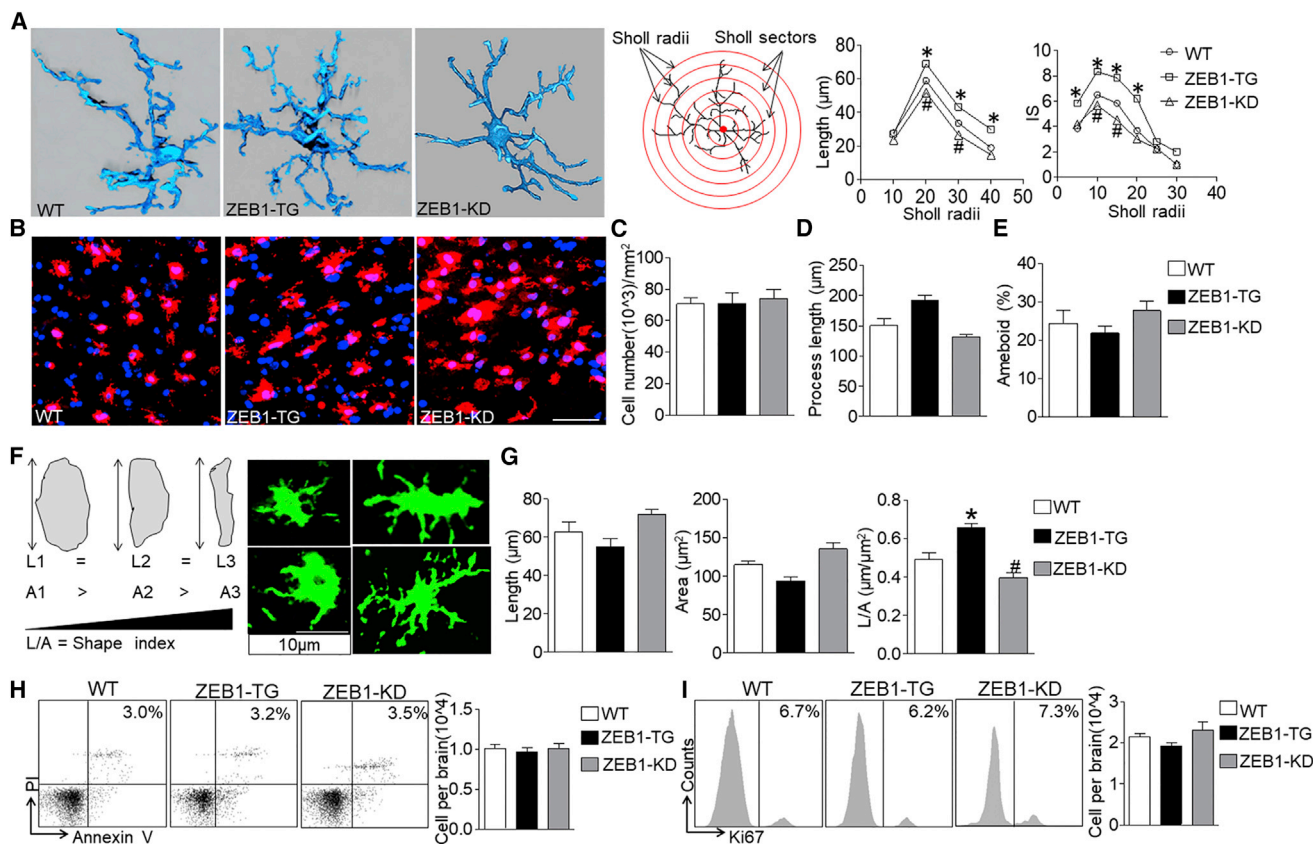 A
WT
ZEB1-TG
ZEB1-KD
Sholl radii
Sholl sectors
Length (µm)
80
60
40
20
0
* * *
# #
0 10 20 30 40 50
Sholl radii
IS
10
8
6
4
2
0
* * * *
# #
0 10 20 30 40
Sholl radii
WT
ZEB1-TG
ZEB1-KD
B
WT
ZEB1-TG
ZEB1-KD
C
Cell number(10^3)/mm²
100
80
60
40
20
0
D
Process length (µm)
250
200
150
100
50
0
E
Ameboid (%)
40
30
20
10
0
WT
ZEB1-TG
ZEB1-KD
F
L1 = L2 = L3
A1 > A2 > A3
L/A = Shape index
10µm
G
Length (µm)
80
60
40
20
0
Area (µm²)
200
150
100
50
0
L/A (µm/µm²)
0.8
0.6
0.4
0.2
0.0
*
#
WT
ZEB1-TG
ZEB1-KD
H
WT
ZEB1-TG
ZEB1-KD
3.0%
3.2%
3.5%
PI
Annexin V
Cell per brain(10^4)
1.5
1.0
0.5
0.0
WT
ZEB1-TG
ZEB1-KD
I
WT
ZEB1-TG
ZEB1-KD
6.7%
6.2%
7.3%
Counts
Ki67
Cell per brain(10^4)
3
2
1
0
WT
ZEB1-TG
ZEB1-KD